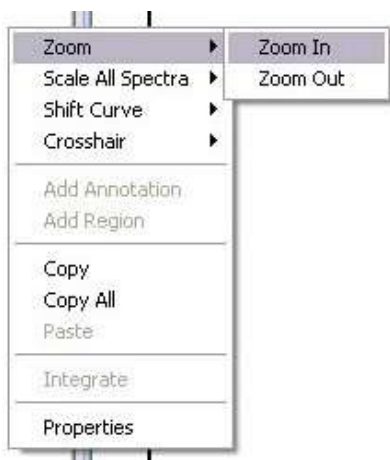 Zoom
Scale All Spectra
Shift Curve
Crosshair
Add Annotation
Add Region
Copy
Copy All
Paste
Integrate
Properties
Zoom In
Zoom Out